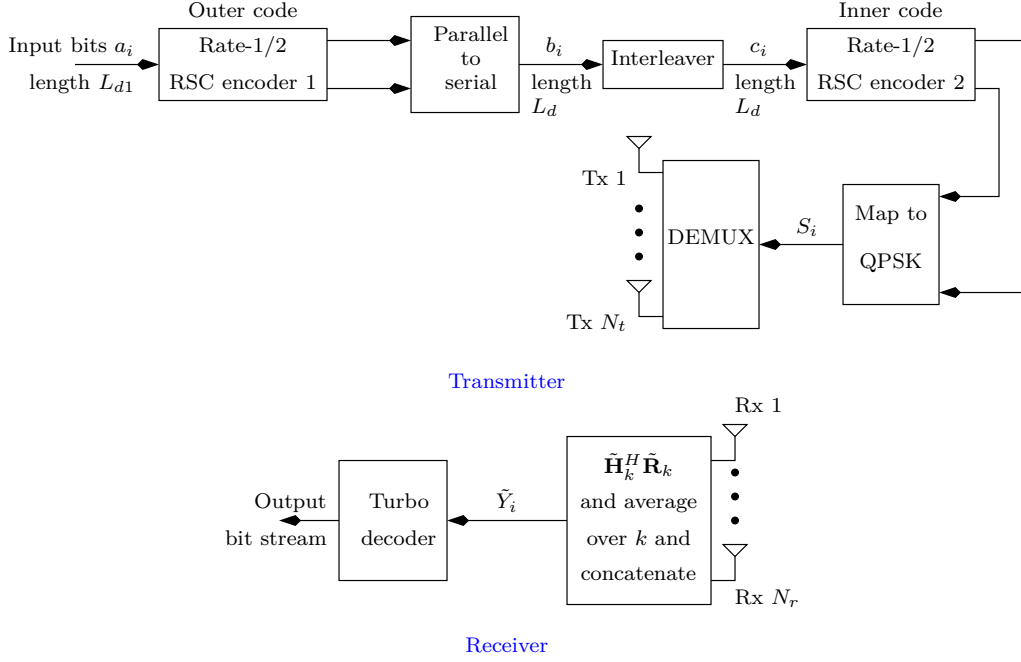 Outer code
Input bits a_i
length L_{d1}
Rate-1/2
RSC encoder 1
Parallel
to
serial
b_i
length
L_d
Interleaver
c_i
length
L_d
Inner code
Rate-1/2
RSC encoder 2
Map to
QPSK
S_i
DEMUX
Tx 1
Tx N_t
Transmitter
Rx 1
Rx N_r
H̃_k^H R̃_k
and average
over k and
concatenate
Ỹ_i
Turbo
decoder
Output
bit stream
Receiver